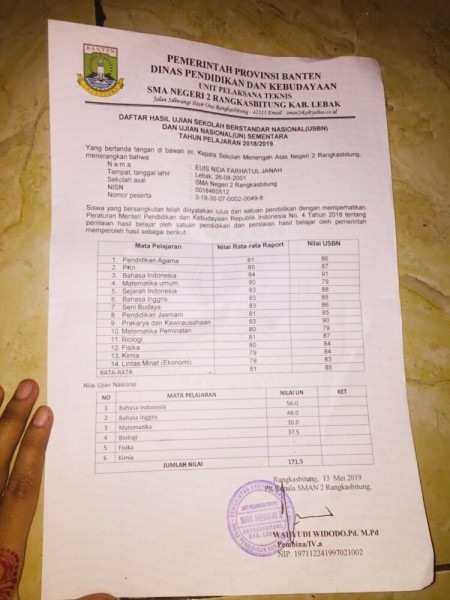 BANTEN
PEMERINTAH PROVINSI BANTEN
DINAS PENDIDIKAN DAN KEBUDAYAAN
UNIT PELAKSANA TEKNIS
SMA NEGERI 2 RANGKASBITUNG KAB. LEBAK
Jalan Siliwangi Pasir Ona Rangkasbitung - 42313 Email
DAFTAR HASIL UJIAN SEKOLAH BERSTANDAR NASIONAL(USBN)
DAN UJIAN NASIONAL(UN) SEMENTARA
TAHUN PELAJARAN 2018/2019
Yang bertanda tangan di bawah ini, Kepala Sekolah Menengah Atas Negeri 2 Rangkasbitung,
menerangkan bahwa:
Nama : EUIS NIDA FARHATUL JANAH
Tempat, tanggal lahir : Lebak, 26-08-2001
Sekolah asal : SMA Negeri 2 Rangkasbitung
NISN : 0018460512
Nomor peserta : 3-19-30-07-0002-0049-8
Siswa yang bersangkutan telah dinyatakan lulus dari satuan pendidikan dengan memperhatikan
Peraturan Menteri Pendidikan dan Kebudayaan Republik Indonesia No. 4 Tahun 2018 tentang
penilaian hasil belajar oleh satuan pendidikan dan penilaian hasil belajar oleh pemerintah
memperoleh hasil sebagai berikut
Mata Pelajaran Nilai Rata-rata Raport Nilai USBN
1. Pendidikan Agama 81 86
2. PKn 80 87
3. Bahasa Indonesia 84 91
4. Matematika umum 80 79
5. Sejarah Indonesia 83 88
6. Bahasa Inggris 83 85
7. Seni Budaya 83 86
8. Pendidikan Jasmani 81 85
9. Prakarya dan Kewirausahaan 83 90
10. Matematika Peminatan 80 79
11. Biologi 81 87
12. Fisika 80 84
13. Kimia 79 84
14. Lintas Minat (Ekonomi) 78 83
RATA-RATA 81 85
Nilai Ujian Nasional
NO MATA PELAJARAN NILAI UN KET
1 Bahasa Indonesia 56.0
2 Bahasa Inggris 48.0
3 Matematika 30.0
4 Biologi 37.5
5 Fisika
6 Kimia
JUMLAH NILAI 171.5
Rangkasbitung, 13 Mei 2019
Kepala SMAN 2 Rangkasbitung,
SMA NEGERI 2
RANGKASBITUNG
WAHYUDI WIDODO.Pd. M.Pd
Pembina/IV.a
NIP. 197112241997021002